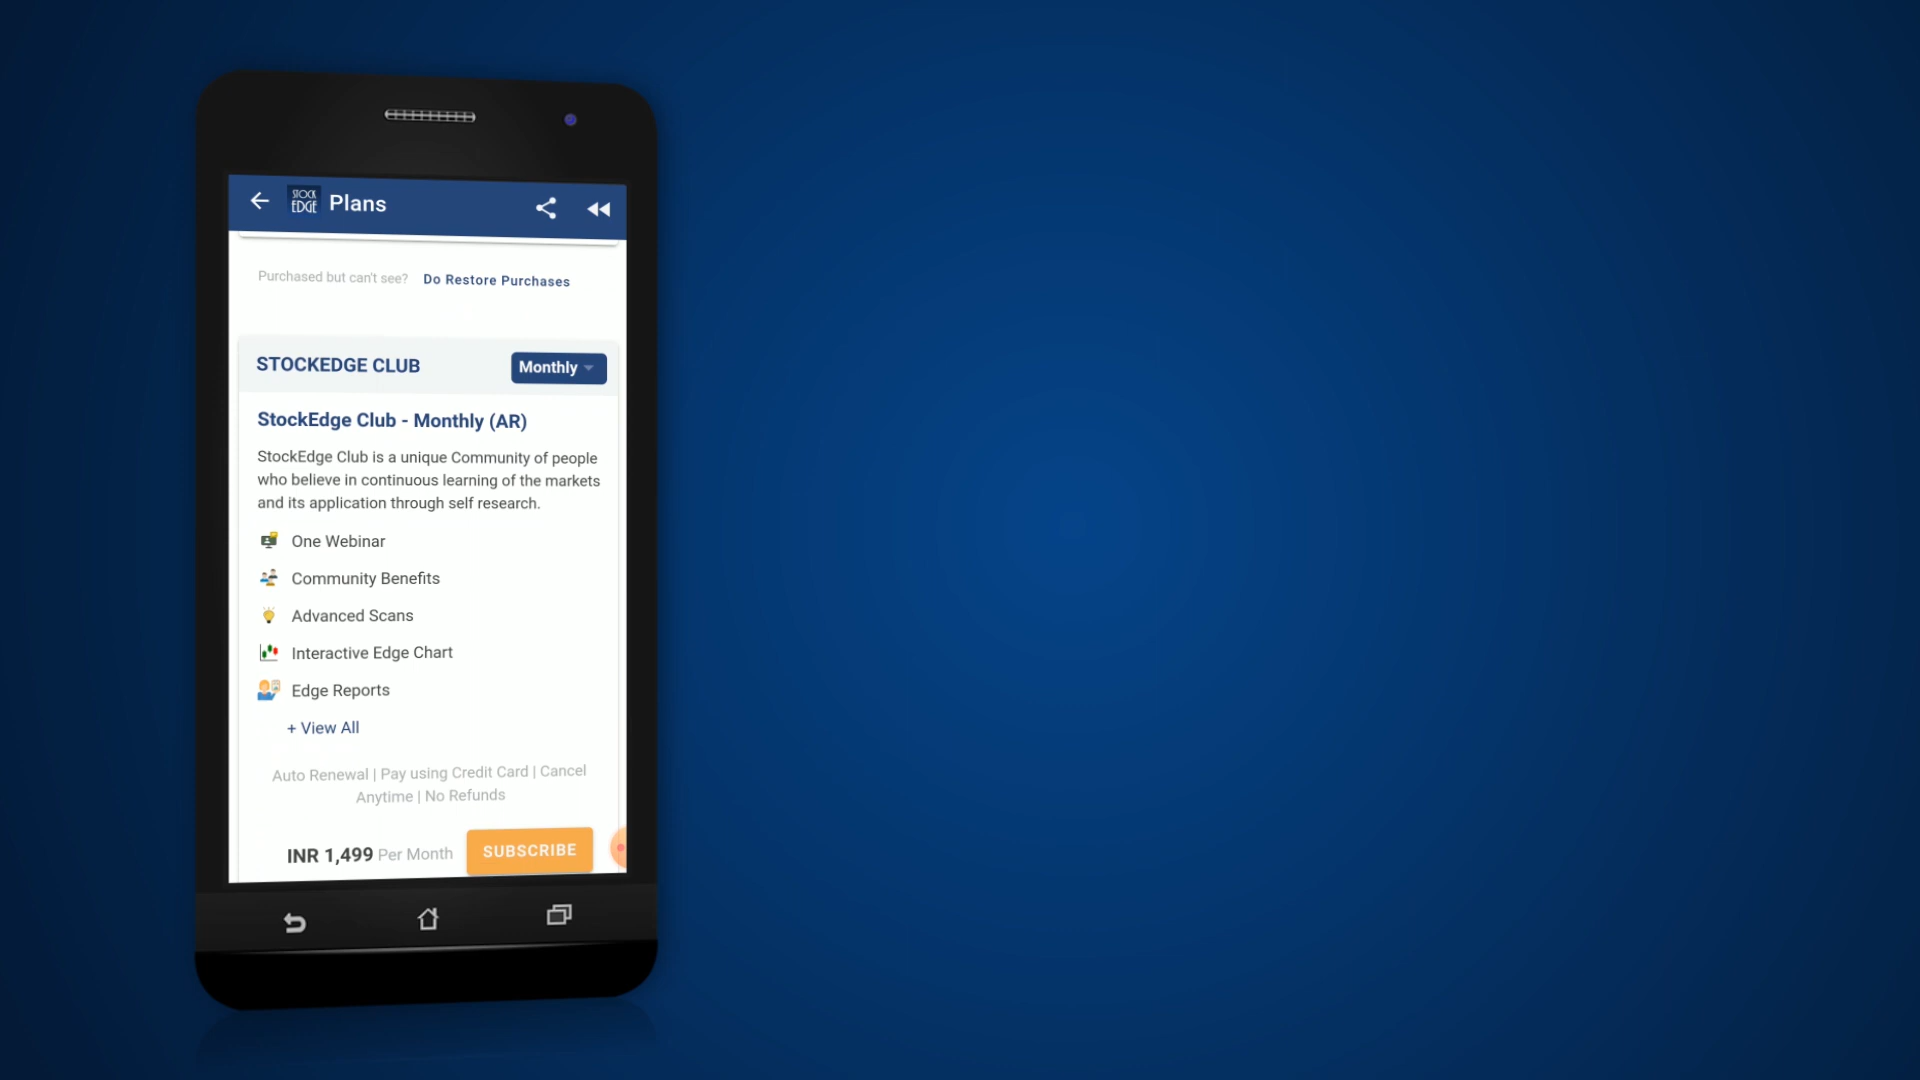 STOCK
EDGE
Plans
Purchased but can't see? Do Restore Purchases
STOCKEDGE CLUB
Monthly
StockEdge Club - Monthly (AR)
StockEdge Club is a unique Community of people
who believe in continuous learning of the markets
and its application through self research.
One Webinar
Community Benefits
Advanced Scans
Interactive Edge Chart
Edge Reports
+ View All
Auto Renewal | Pay using Credit Card | Cancel
Anytime | No Refunds
INR 1,499 Per Month
SUBSCRIBE